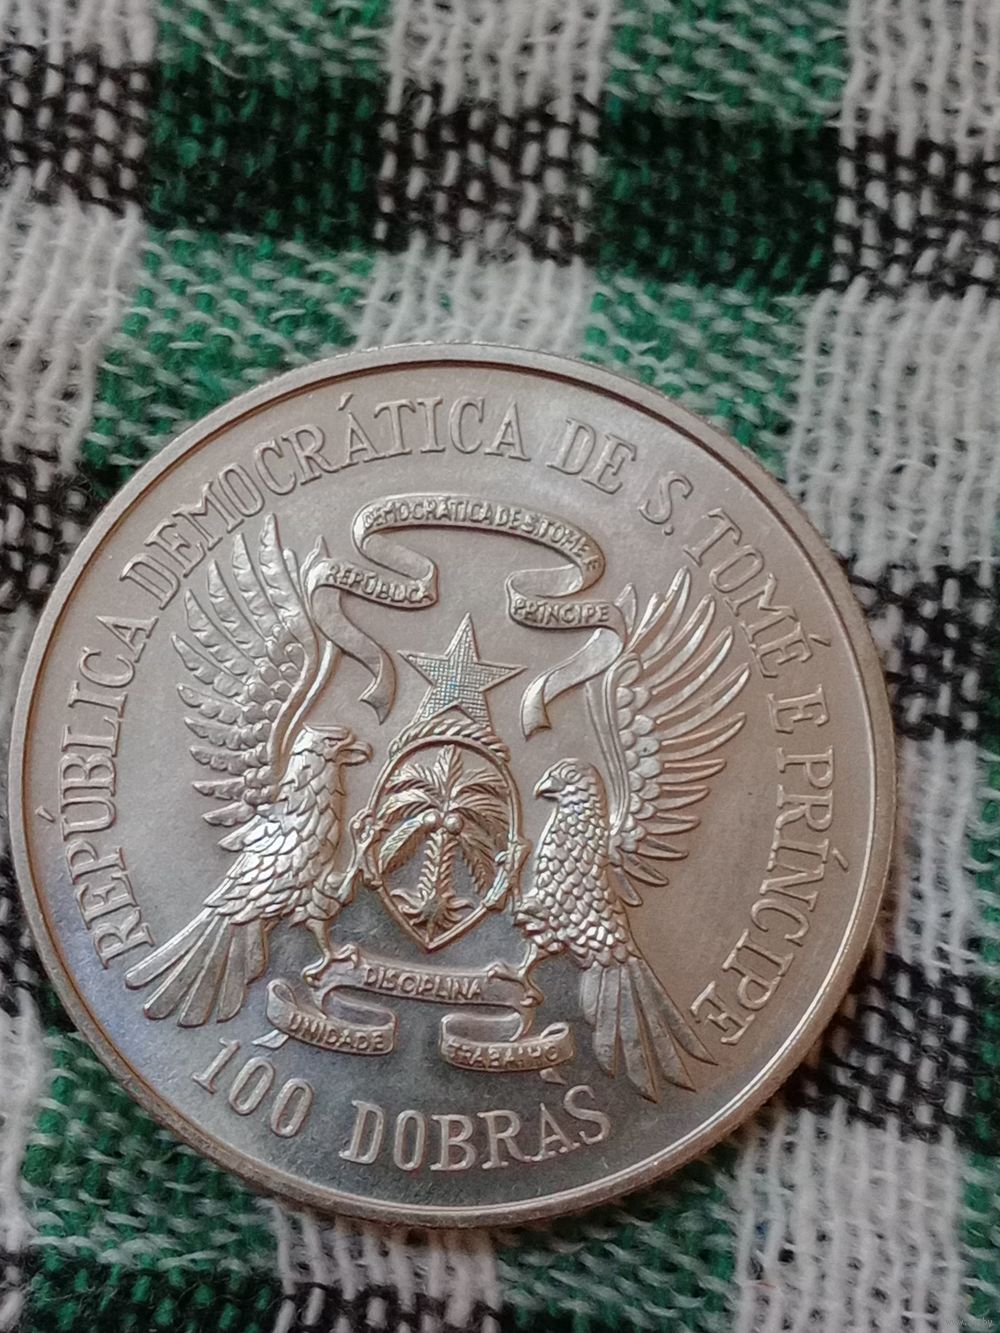 REPÚBLICA DEMOCRÁTICA DE S. TOMÉ E PRÍNCIPE
REPÚBLICA DEMOCRÁTICA DE S.TOMÉ E PRÍNCIPE
DISCIPLINA
UNIDADE TRABALHO
100 DOBRAS